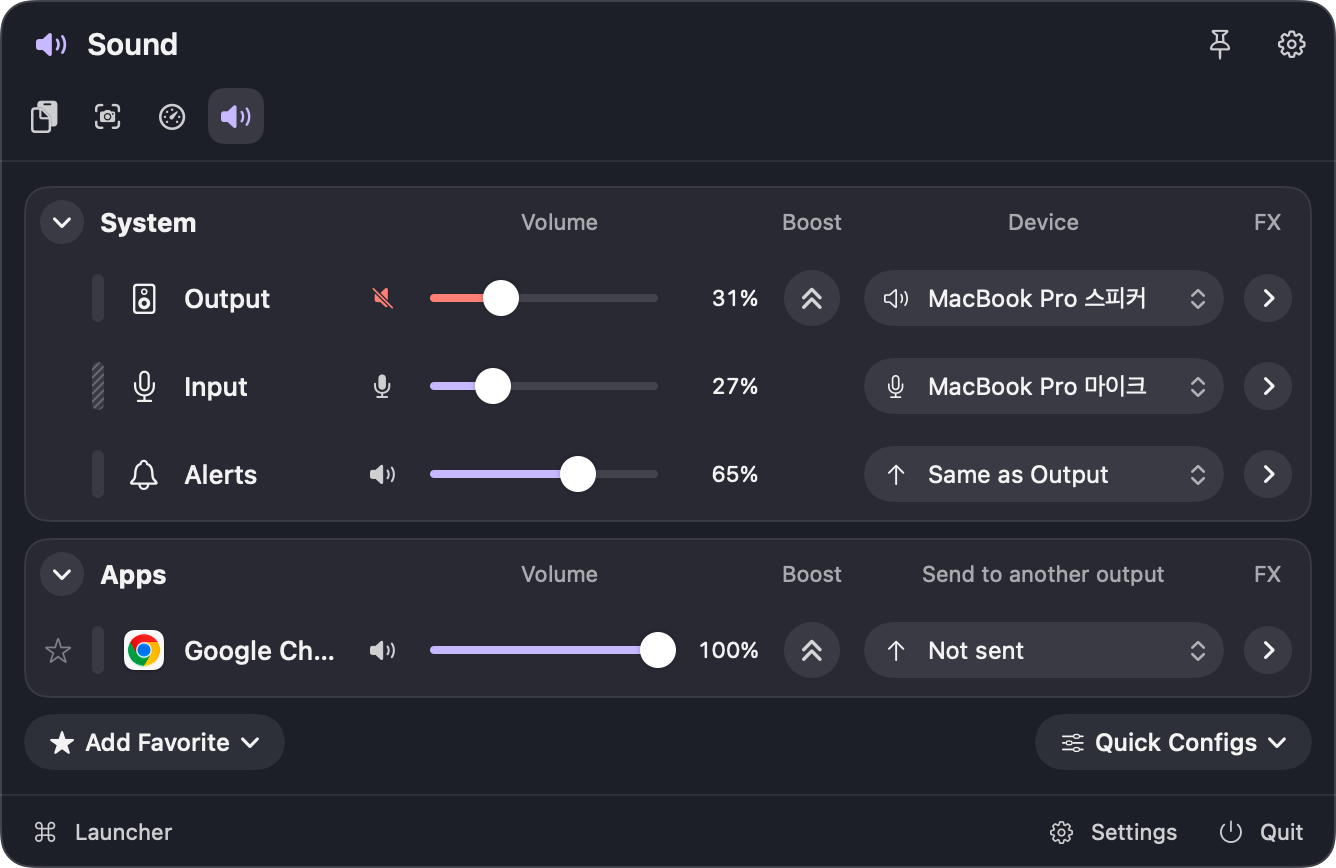 Sound
System Volume Boost Device FX
Output 31% MacBook Pro 스피커
Input 27% MacBook Pro 마이크
Alerts 65% Same as Output
Apps Volume Boost Send to another output FX
Google Ch... 100% Not sent
Add Favorite Quick Configs
Launcher Settings Quit